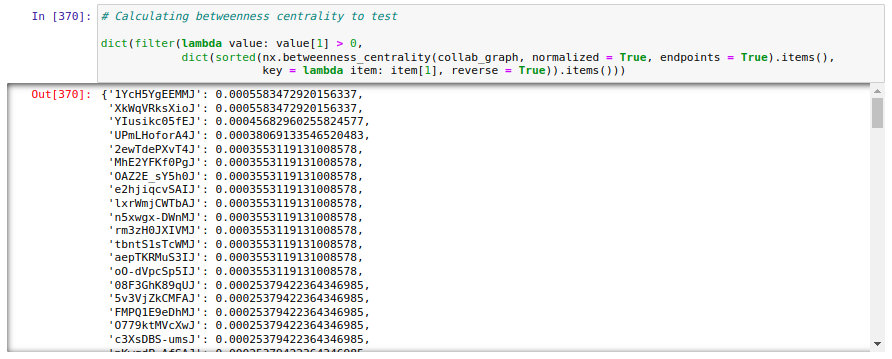 In [370]: # Calculating betweenness centrality to test
dict(filter(lambda value: value[1] > 0,
dict(sorted(nx.betweenness_centrality(collab_graph, normalized = True, endpoints = True).items(),
key = lambda item: item[1], reverse = True)).items()))
Out[370]: {'1YcH5YgEEMMJ': 0.0005583472920156337,
'XkWqVRksXioJ': 0.0005583472920156337,
'YIusikc05fEJ': 0.00045682960255824577,
'UPmLHoforA4J': 0.00038069133546520483,
'2ewTdePXvT4J': 0.0003553119131008578,
'MhE2YFKf0PgJ': 0.0003553119131008578,
'OAZ2E_sY5h0J': 0.0003553119131008578,
'e2hjiqcvSAIJ': 0.0003553119131008578,
'lxrWmjCWTbAJ': 0.0003553119131008578,
'n5xwgx-DWnMJ': 0.0003553119131008578,
'rm3zH0JXIVMJ': 0.0003553119131008578,
'tbntS1sTcWMJ': 0.0003553119131008578,
'aepTKRMuS3IJ': 0.0003553119131008578,
'oO-dVpcSp5IJ': 0.0003553119131008578,
'08F3GhK89qUJ': 0.00025379422364346985,
'5v3VjZkCMFAJ': 0.00025379422364346985,
'FMPQ1E9eDhMJ': 0.00025379422364346985,
'O779ktMVcXwJ': 0.00025379422364346985,
'c3XsDBS-umsJ': 0.00025379422364346985,